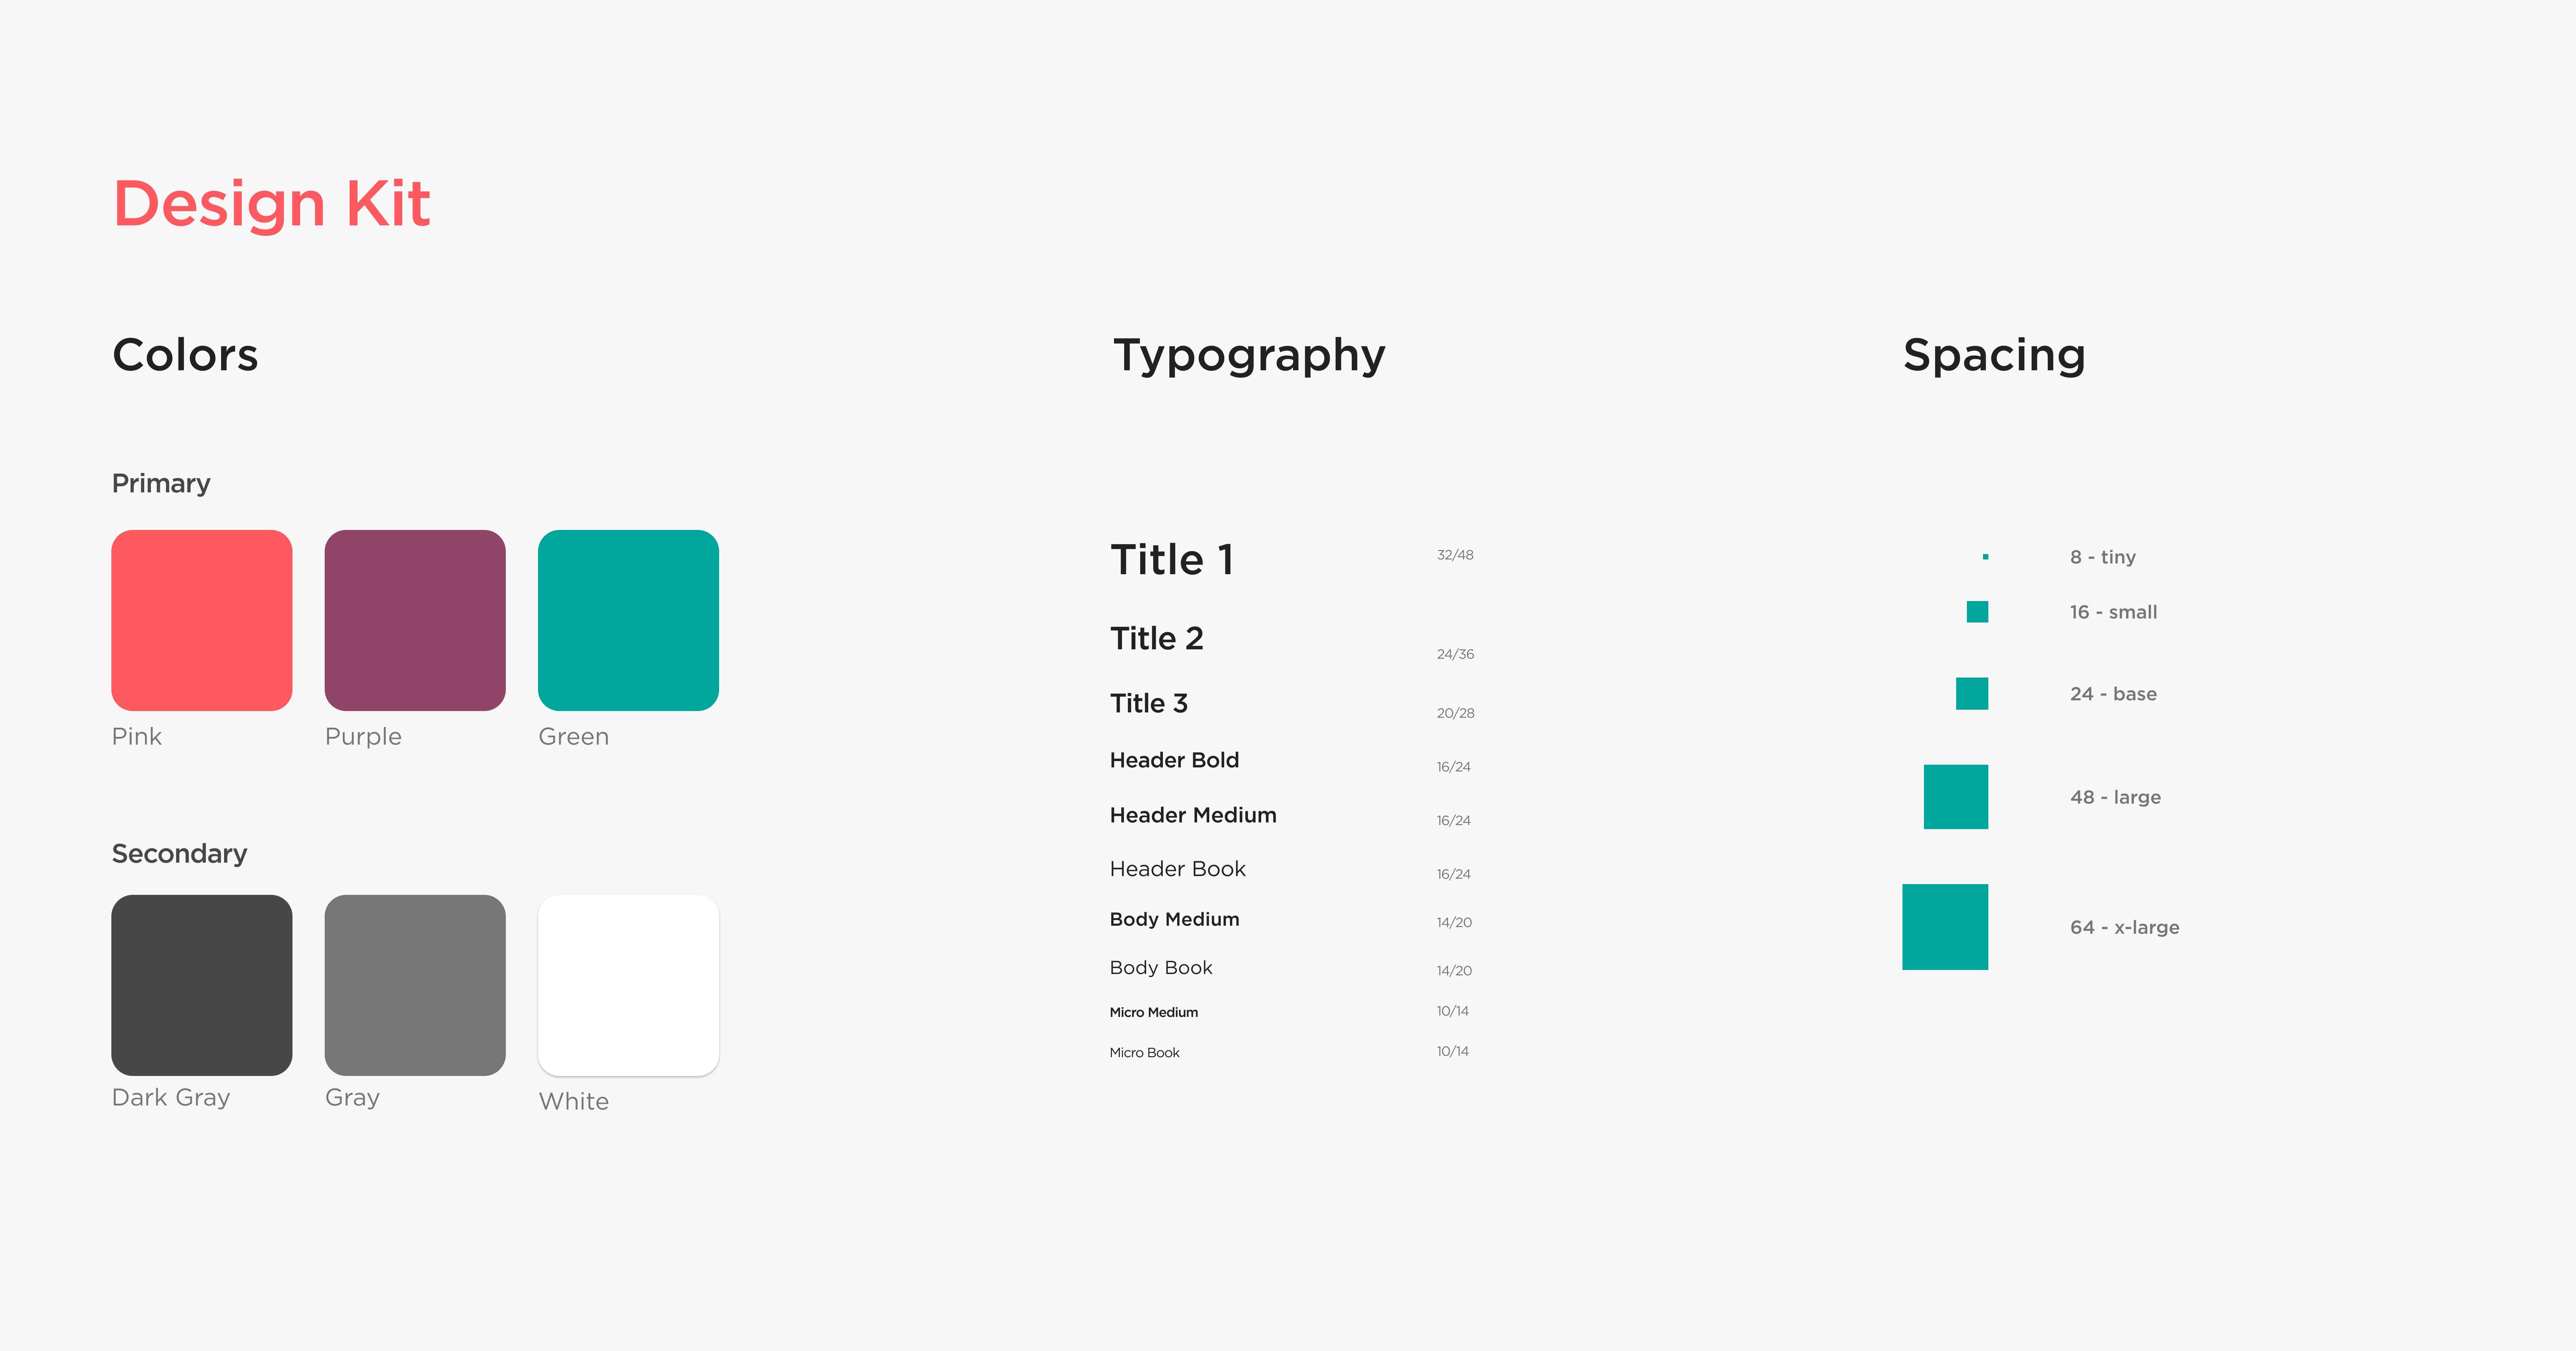 Design Kit
Colors
Primary
Pink
Purple
Green
Secondary
Dark Gray
Gray
White
Typography
Title 1 32/48
Title 2 24/36
Title 3 20/28
Header Bold 16/24
Header Medium 16/24
Header Book 16/24
Body Medium 14/20
Body Book 14/20
Micro Medium 10/14
Micro Book 10/14
Spacing
8 - tiny
16 - small
24 - base
48 - large
64 - x-large